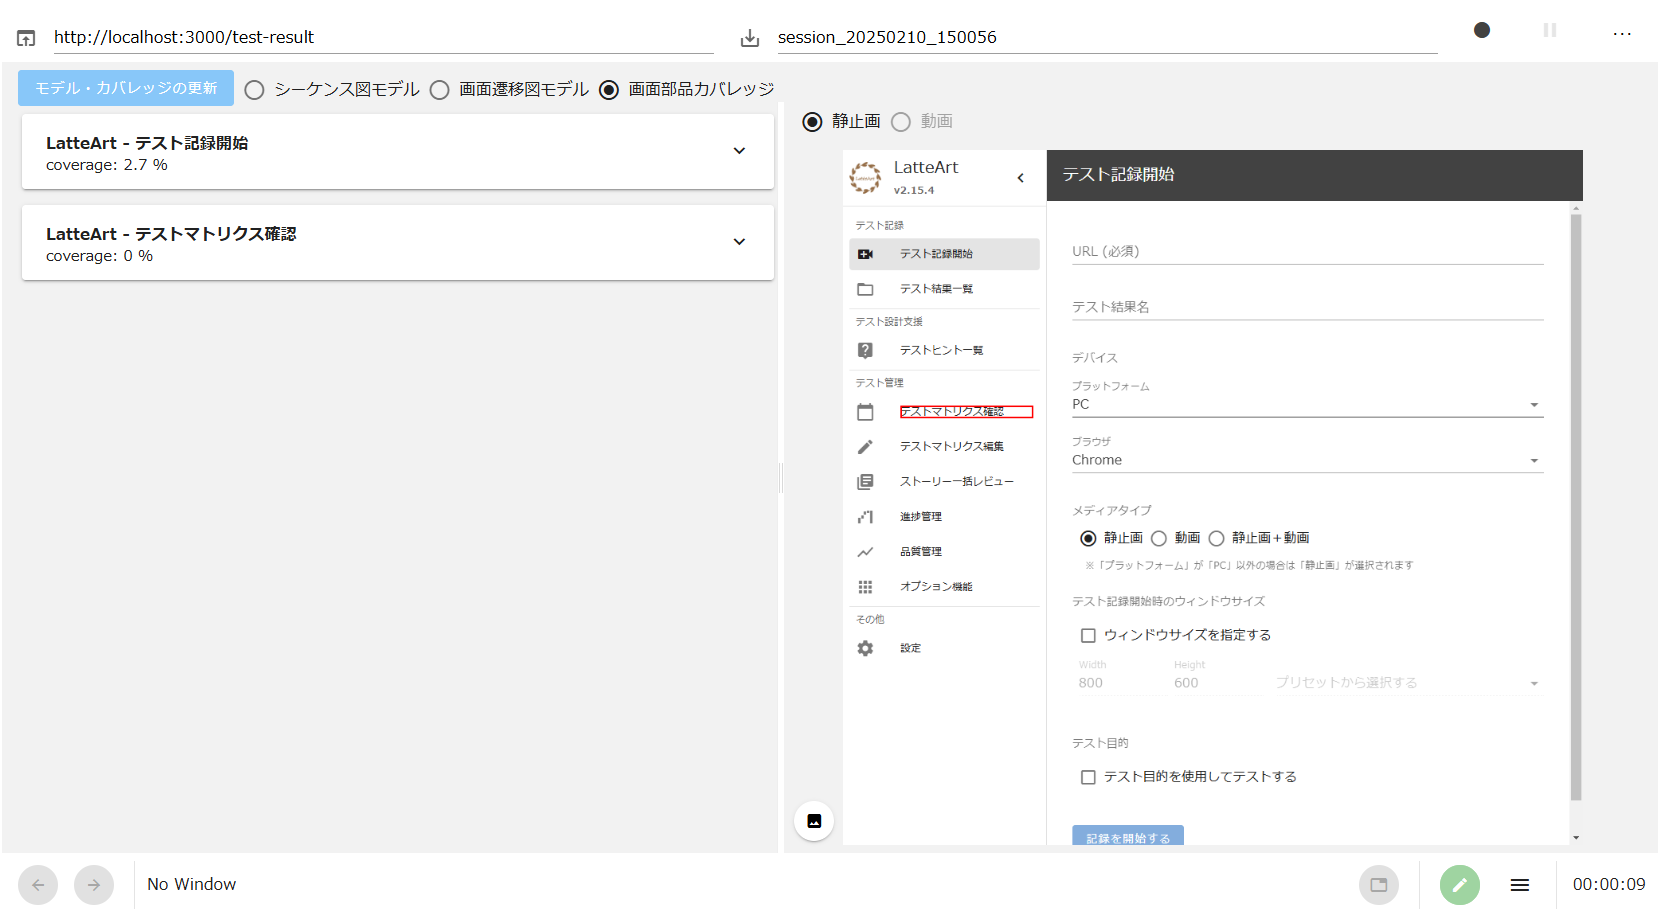 http://localhost:3000/test-result
session_20250210_150056
...
モデル・カバレッジの更新
シーケンス図モデル
画面遷移図モデル
画面部品カバレッジ
LatteArt - テスト記録開始
coverage: 2.7 %
LatteArt - テストマトリクス確認
coverage: 0 %
静止画
動画
LatteArt
v2.15.4
テスト記録
テスト記録開始
テスト結果一覧
テスト設計支援
テストヒント一覧
テスト管理
テストマトリクス確認
テストマトリクス編集
ストーリー一括レビュー
進捗管理
品質管理
オプション機能
その他
設定
テスト記録開始
URL (必須)
テスト結果名
デバイス
プラットフォーム
PC
ブラウザ
Chrome
メディアタイプ
静止画
動画
静止画+動画
※「プラットフォーム」が「PC」以外の場合は「静止画」が選択されます
テスト記録開始時のウィンドウサイズ
ウィンドウサイズを指定する
Width
800
Height
600
プリセットから選択する
テスト目的
テスト目的を使用してテストする
記録を開始する
No Window
00:00:09